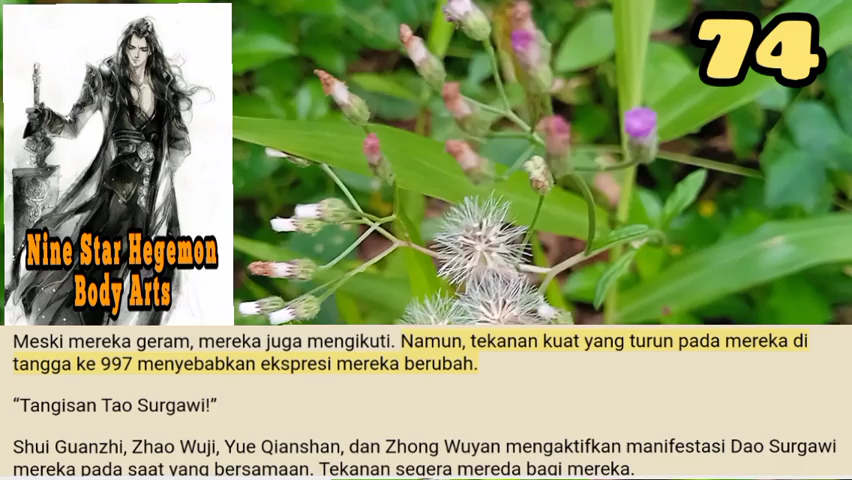 74
Nine Star Hegemon
Body Arts
Meski mereka geram, mereka juga mengikuti. Namun, tekanan kuat yang turun pada mereka di
tangga ke 997 menyebabkan ekspresi mereka berubah.
“Tangisan Tao Surgawi!”
Shui Guanzhi, Zhao Wuji, Yue Qianshan, dan Zhong Wuyan mengaktifkan manifestasi Dao Surgawi
mereka pada saat yang bersamaan. Tekanan segera mereda bagi mereka.